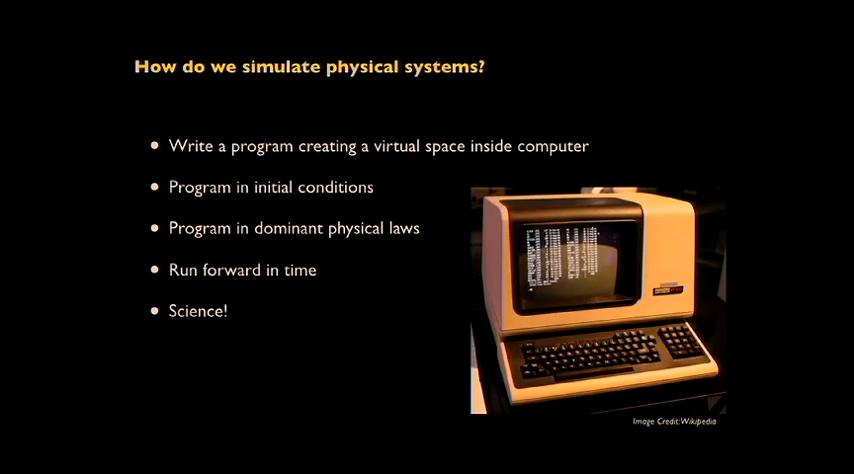 How do we simulate physical systems?
Write a program creating a virtual space inside computer
Program in initial conditions
Program in dominant physical laws
Run forward in time
Science!
Image Credit:Wikipedia